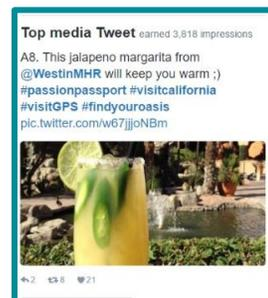 Top media Tweet earned 3,818 impressions
A8. This jalapeno margarita from
@WestinMHR will keep you warm ;)
#passionpassport #visitcalifornia
#visitGPS #findyouroasis
pic.twitter.com/w67jjjoNBm
2 8 21